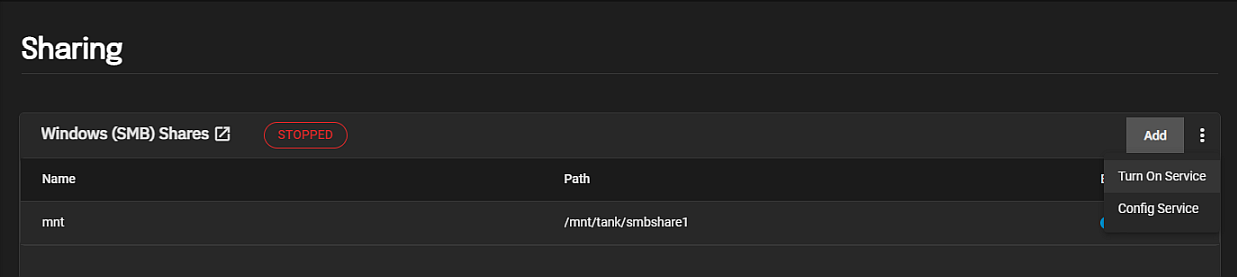 Sharing
Windows (SMB) Shares
STOPPED
Add
Turn On Service
Config Service
Name Path
mnt /mnt/tank/smbshare1